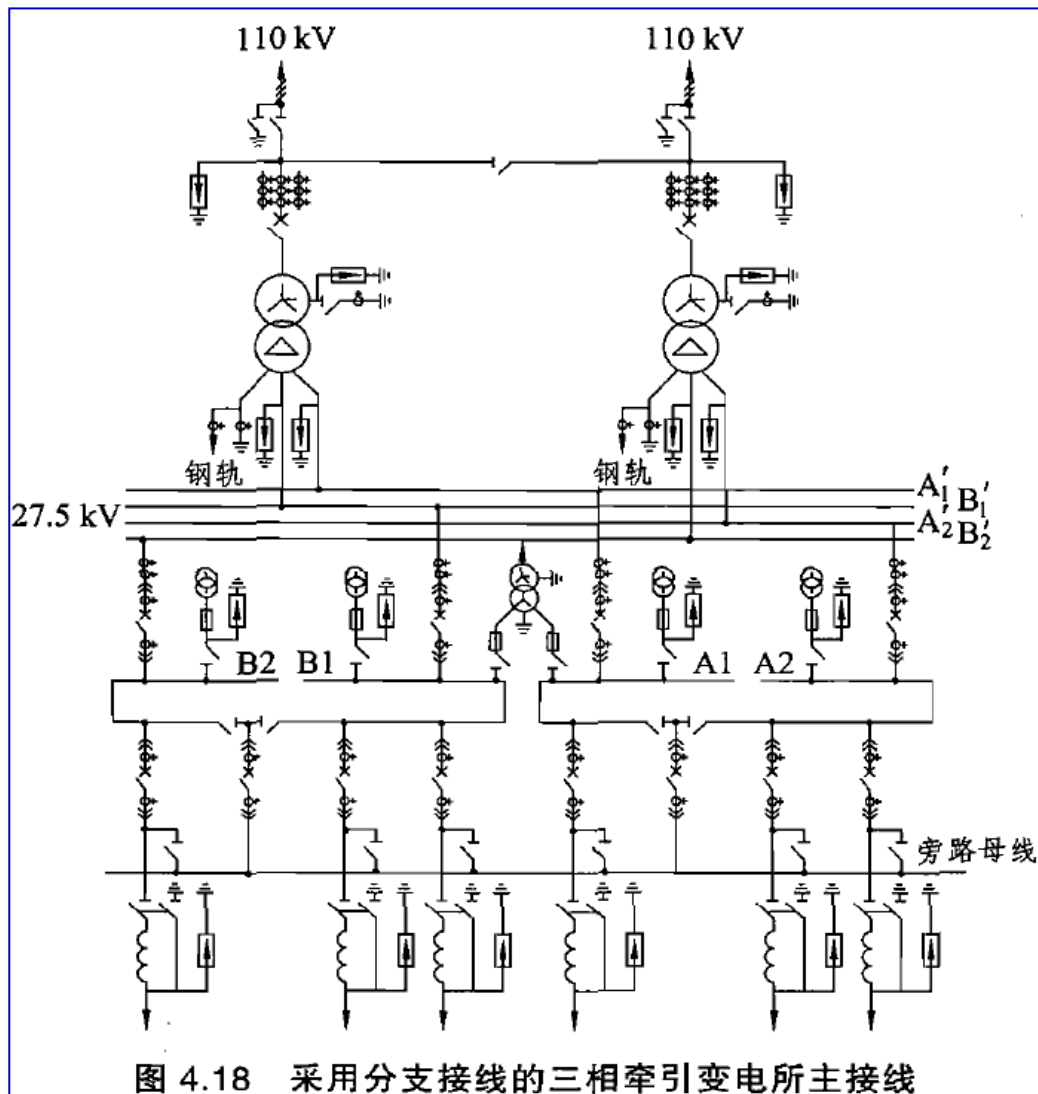 110 kV 110 kV
钢轨 钢轨
A₁′
27.5 kV B₁′
A₂′
B₂′
B2 B1 A1 A2
旁路母线
图 4.18 采用分支接线的三相牵引变电所主接线